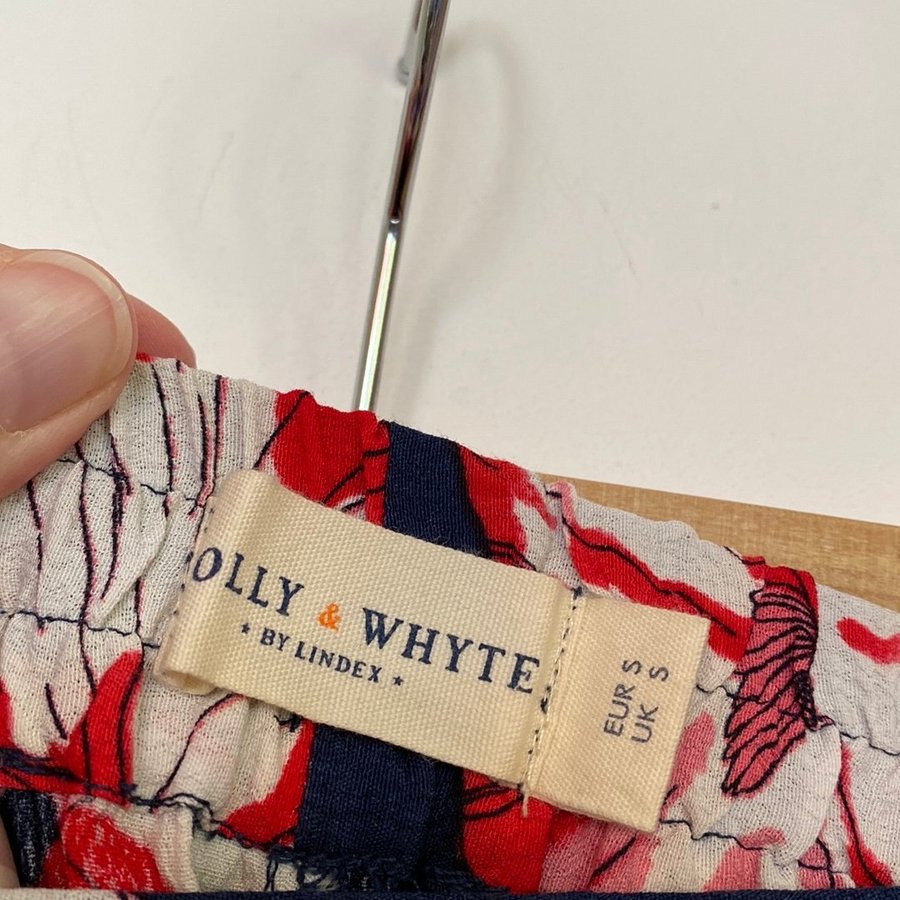 OLLY & WHYTE
* BY LINDEX *
EUR S
UK S